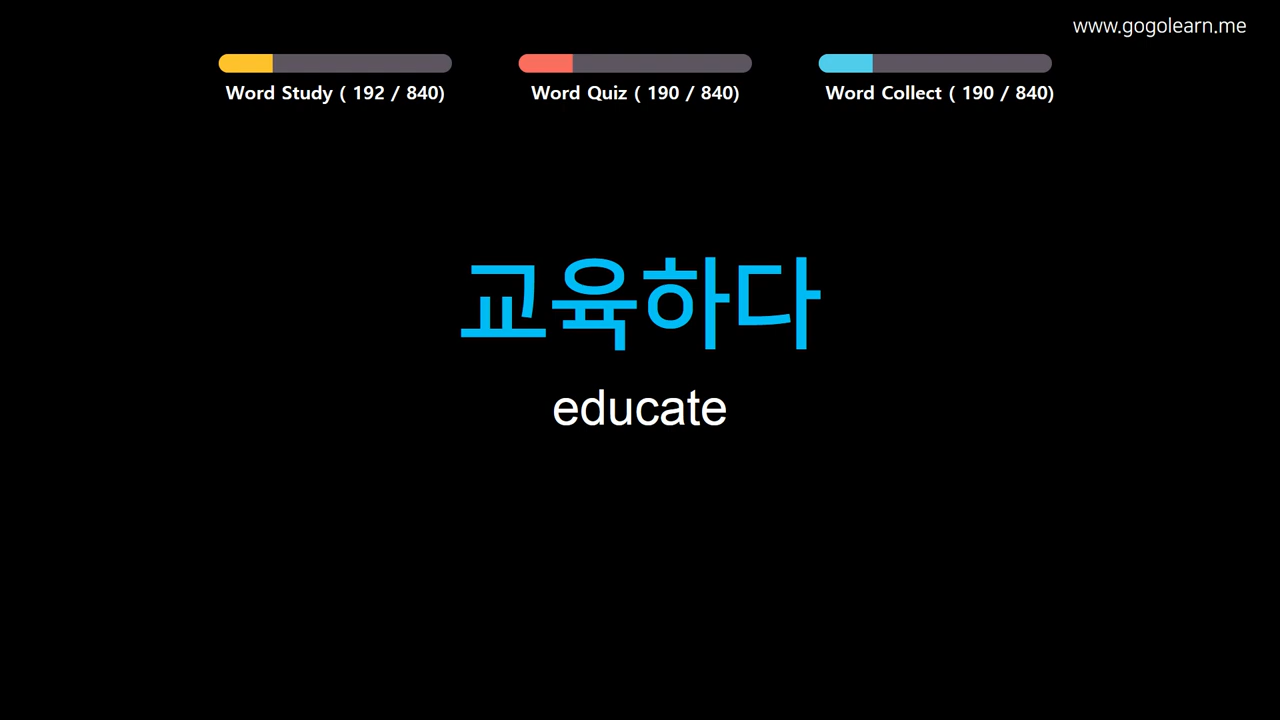 www.gogolearn.me
Word Study ( 192 / 840)
Word Quiz ( 190 / 840)
Word Collect ( 190 / 840)
교육하다
educate